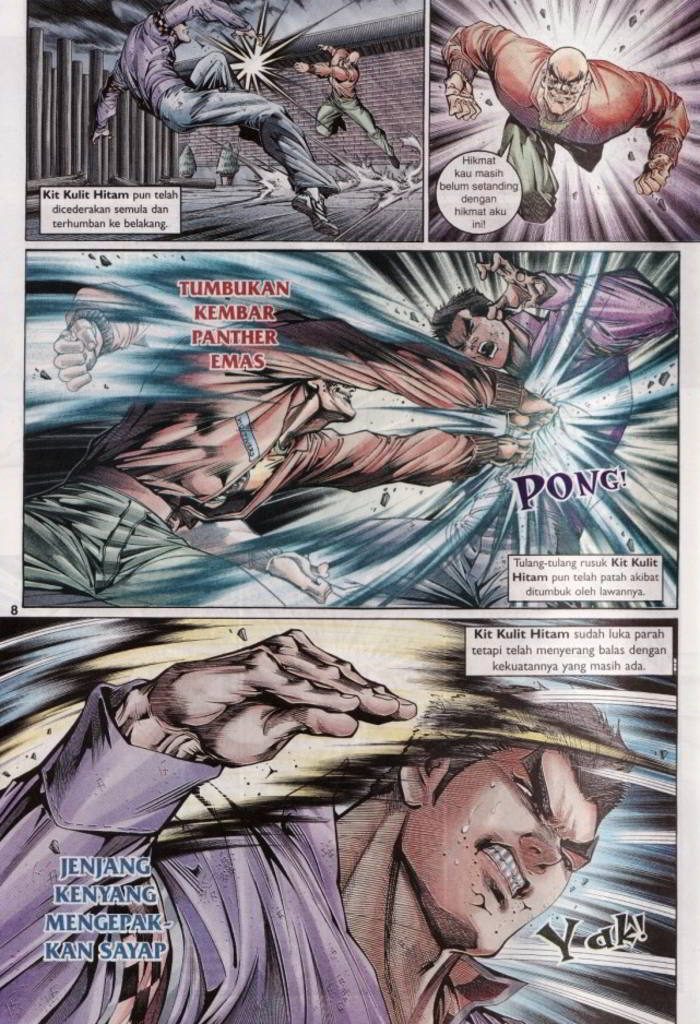 Kit Kulit Hitam pun telah
dicederakan semula dan
terhumban ke belakang.
Hikmat
kau masih
belum setanding
dengan
hikmat aku
ini!
TUMBUKAN
KEMBAR
PANTHER
EMAS
PONG!
Tulang-tulang rusuk Kit Kulit
Hitam pun telah patah akibat
ditumbuk oleh lawannya.
8
Kit Kulit Hitam sudah luka parah
tetapi telah menyerang balas dengan
kekuatannya yang masih ada.
JENJANG
KENYANG
MENGEPAK-
KAN SAYAP
Yak!